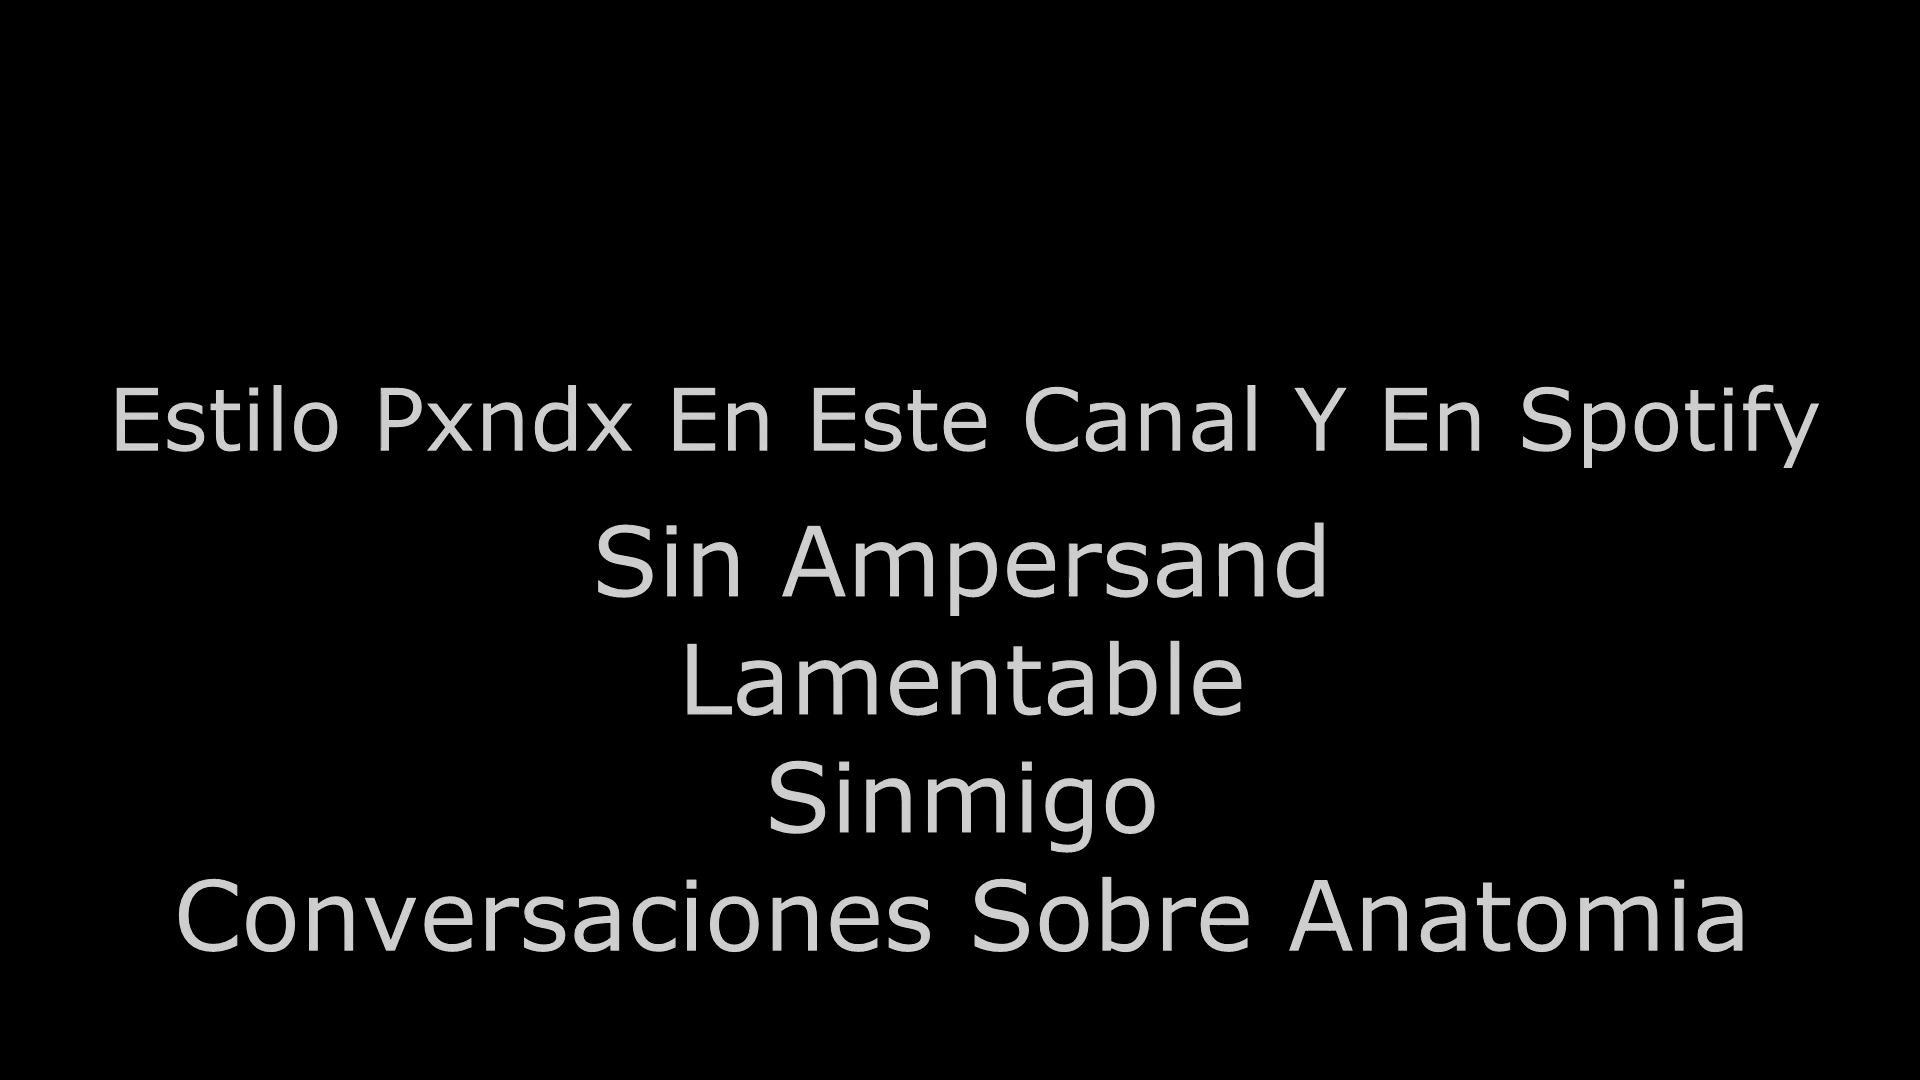 Estilo Pxndx En Este Canal Y En Spotify
Sin Ampersand
Lamentable
Sinmigo
Conversaciones Sobre Anatomia